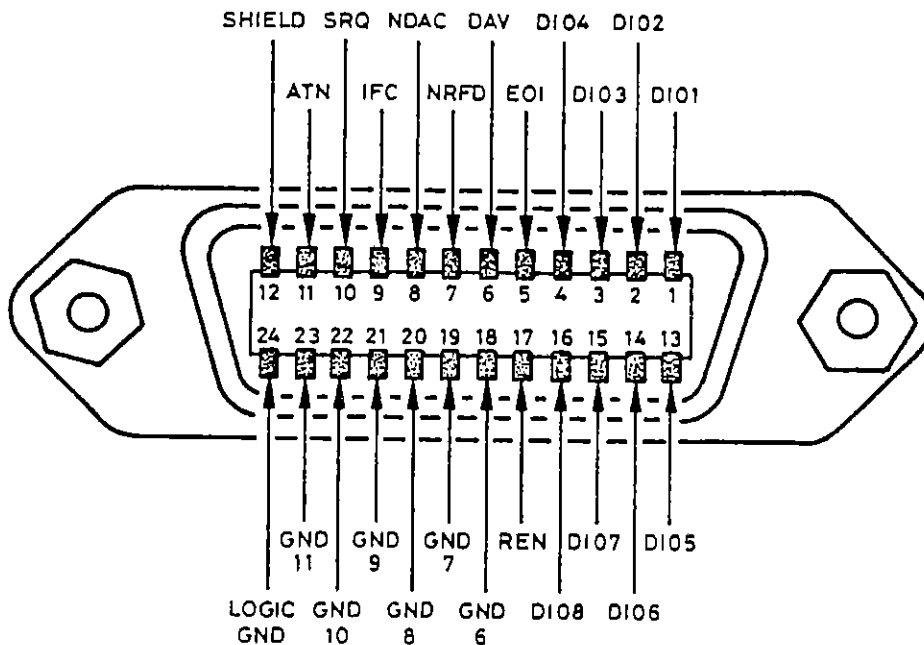 SHIELD SRQ NDAC DAV DIO4 DIO2
ATN IFC NRFD EOI DIO3 DIO1
12 11 10 9 8 7 6 5 4 3 2 1
24 23 22 21 20 19 18 17 16 15 14 13
GND 11 GND 9 GND 7 REN DIO7 DIO5
LOGIC GND GND 10 GND 8 GND 6 DIO8 DIO6